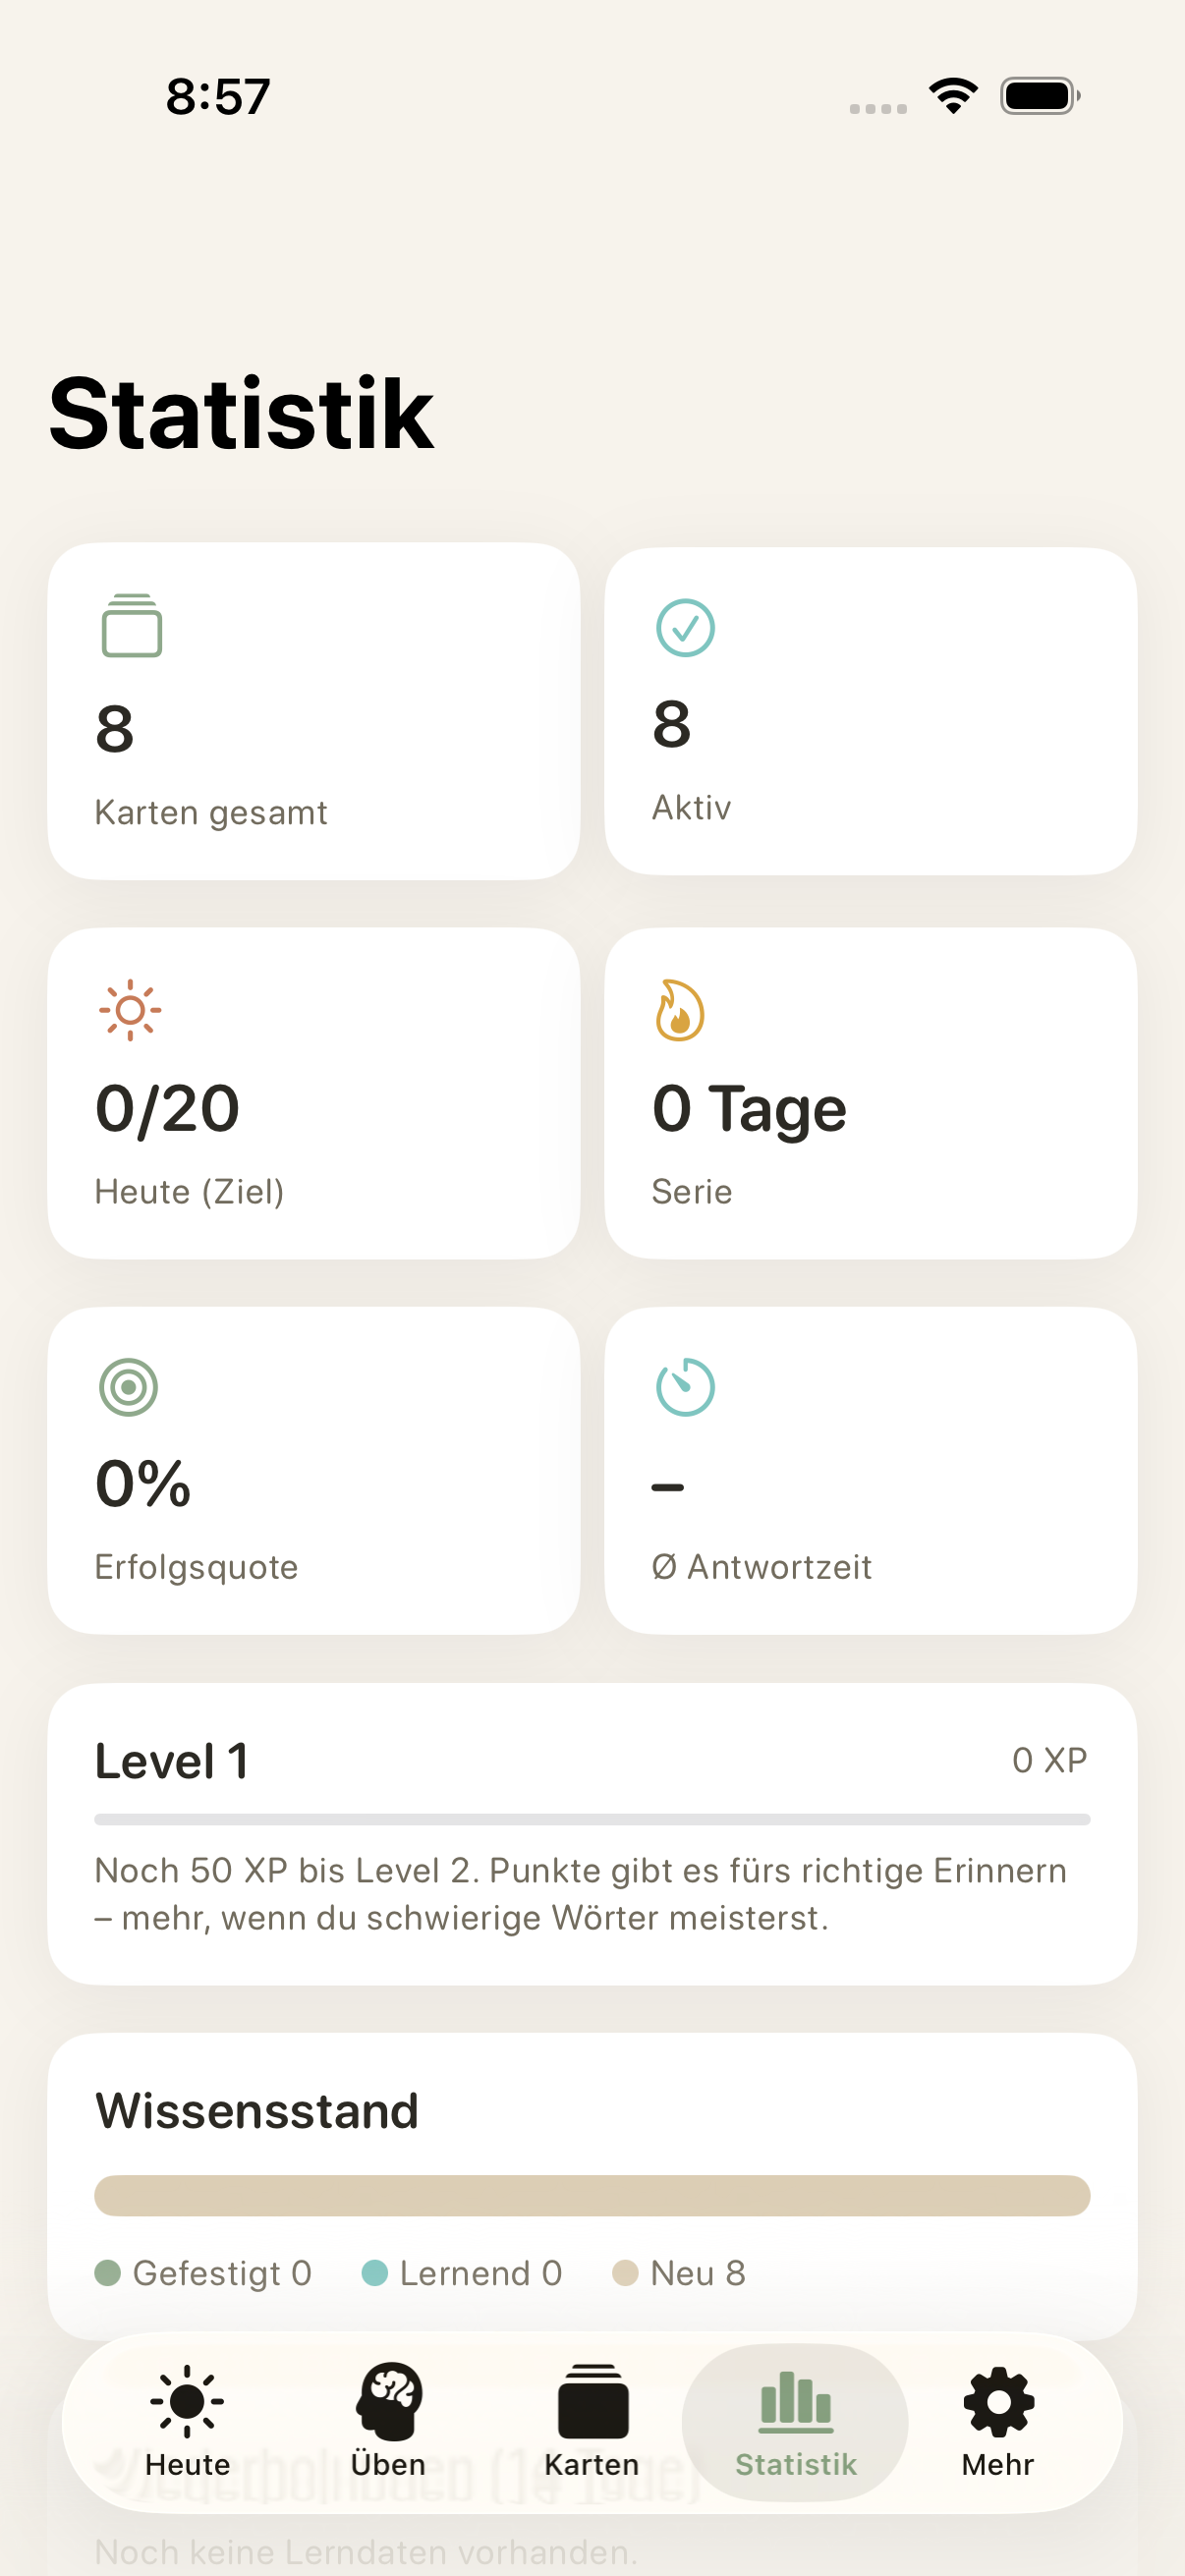 8:57
Statistik
8
Karten gesamt
8
Aktiv
0/20
Heute (Ziel)
0 Tage
Serie
0%
Erfolgsquote
–
Ø Antwortzeit
Level 1
0 XP
Noch 50 XP bis Level 2. Punkte gibt es fürs richtige Erinnern
– mehr, wenn du schwierige Wörter meisterst.
Wissensstand
Gefestigt 0
Lernend 0
Neu 8
Heute
Üben
Karten
Statistik
Mehr
Noch keine Lerndaten vorhanden.